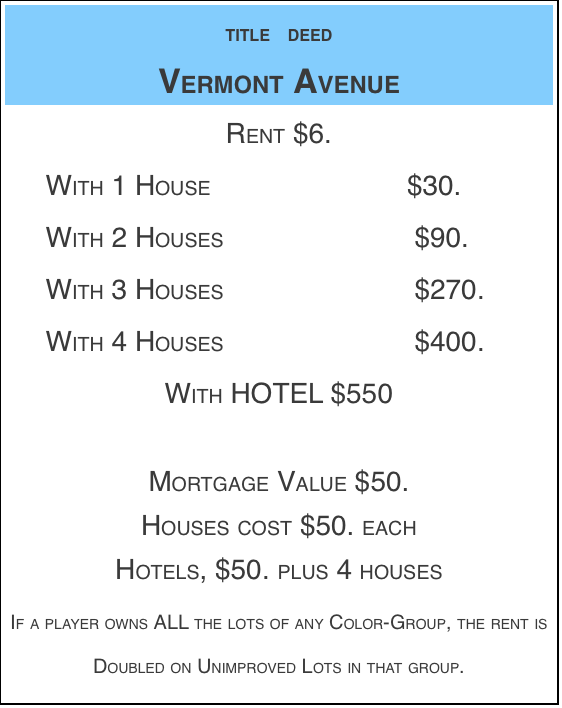 TITLE DEED
VERMONT AVENUE
RENT $6.
WITH 1 HOUSE $30.
WITH 2 HOUSES $90.
WITH 3 HOUSES $270.
WITH 4 HOUSES $400.
WITH HOTEL $550
MORTGAGE VALUE $50.
HOUSES COST $50. EACH
HOTELS, $50. PLUS 4 HOUSES
IF A PLAYER OWNS ALL THE LOTS OF ANY COLOR-GROUP, THE RENT IS
DOUBLED ON UNIMPROVED LOTS IN THAT GROUP.